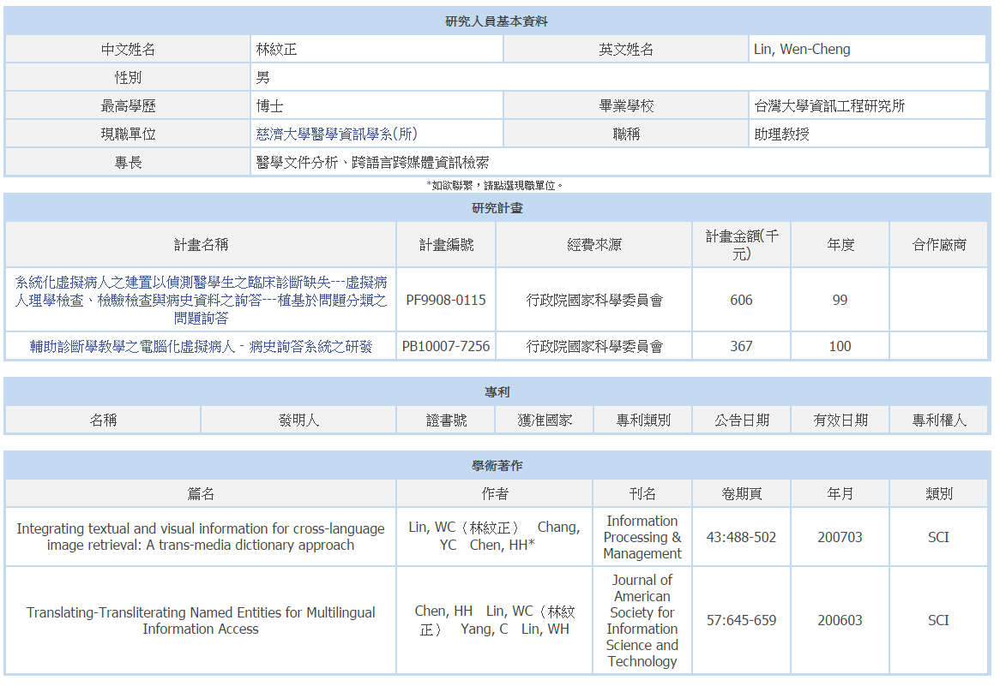 研究人員基本資料
中文姓名 林紋正 英文姓名 Lin, Wen-Cheng
性別 男
最高學歷 博士 畢業學校 台灣大學資訊工程研究所
現職單位 慈濟大學醫學資訊學系(所) 職稱 助理教授
專長 醫學文件分析、跨語言跨媒體資訊檢索
*如欲聯繫，請點選現職單位。
研究計畫
計畫名稱 計畫編號 經費來源 計畫金額(千
元) 年度 合作廠商
系統化虛擬病人之建置以偵測醫學生之臨床診斷缺失---虛擬病
人理學檢查、檢驗檢查與病史資料之詢答---植基於問題分類之
問題詢答
PF9908-0115 行政院國家科學委員會 606 99
輔助診斷學教學之電腦化虛擬病人－病史詢答系統之研發 PB10007-7256 行政院國家科學委員會 367 100
專利
名稱 發明人 證書號 獲准國家 專利類別 公告日期 有效日期 專利權人
學術著作
篇名 作者 刊名 卷期頁 年月 類別
Integrating textual and visual information for cross-language
image retrieval: A trans-media dictionary approach
Lin, WC（林紋正） Chang,
YC Chen, HH*
Information
Processing &
Management
43:488-502 200703 SCI
Translating-Transliterating Named Entities for Multilingual
Information Access
Chen, HH Lin, WC（林紋
正） Yang, C Lin, WH
Journal of
American
Society for
Information
Science and
Technology
57:645-659 200603 SCI